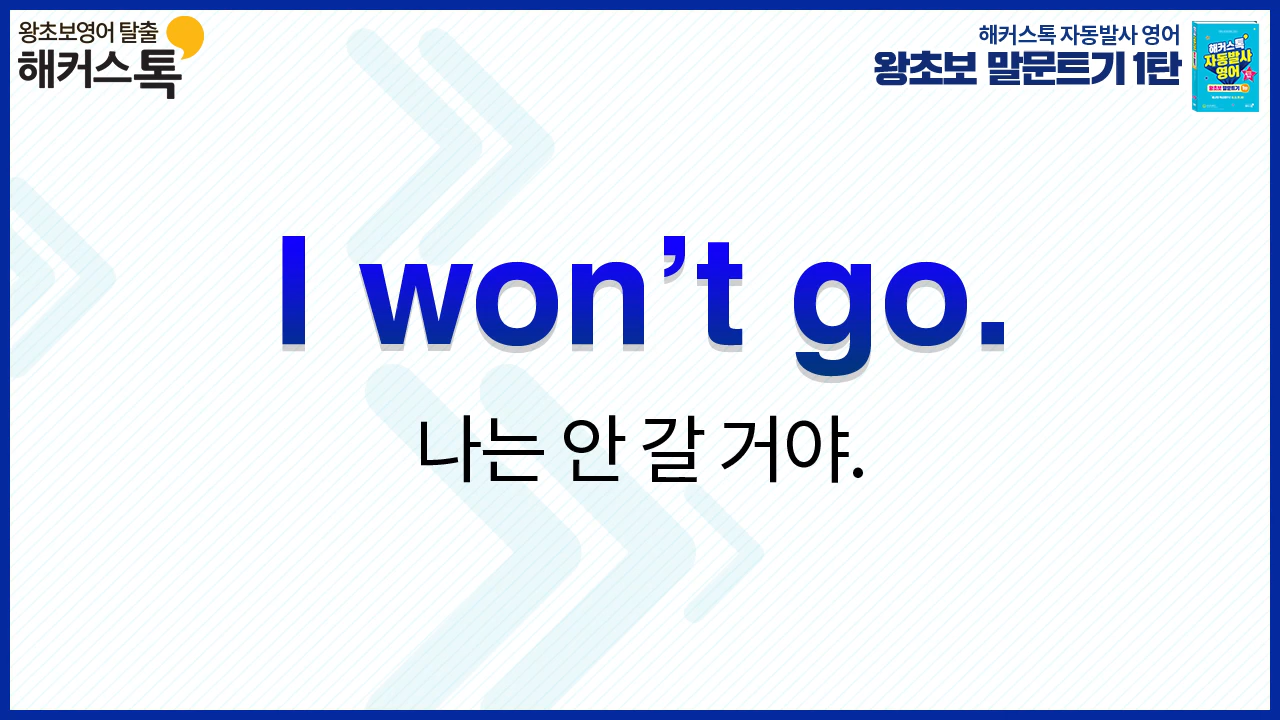 왕초보영어 탈출
해커스톡
해커스톡 자동발사 영어
왕초보 말문트기 1탄
해커스톡
자동발사
영어
왕초보 말문트기
I won’t go.
나는 안 갈 거야.